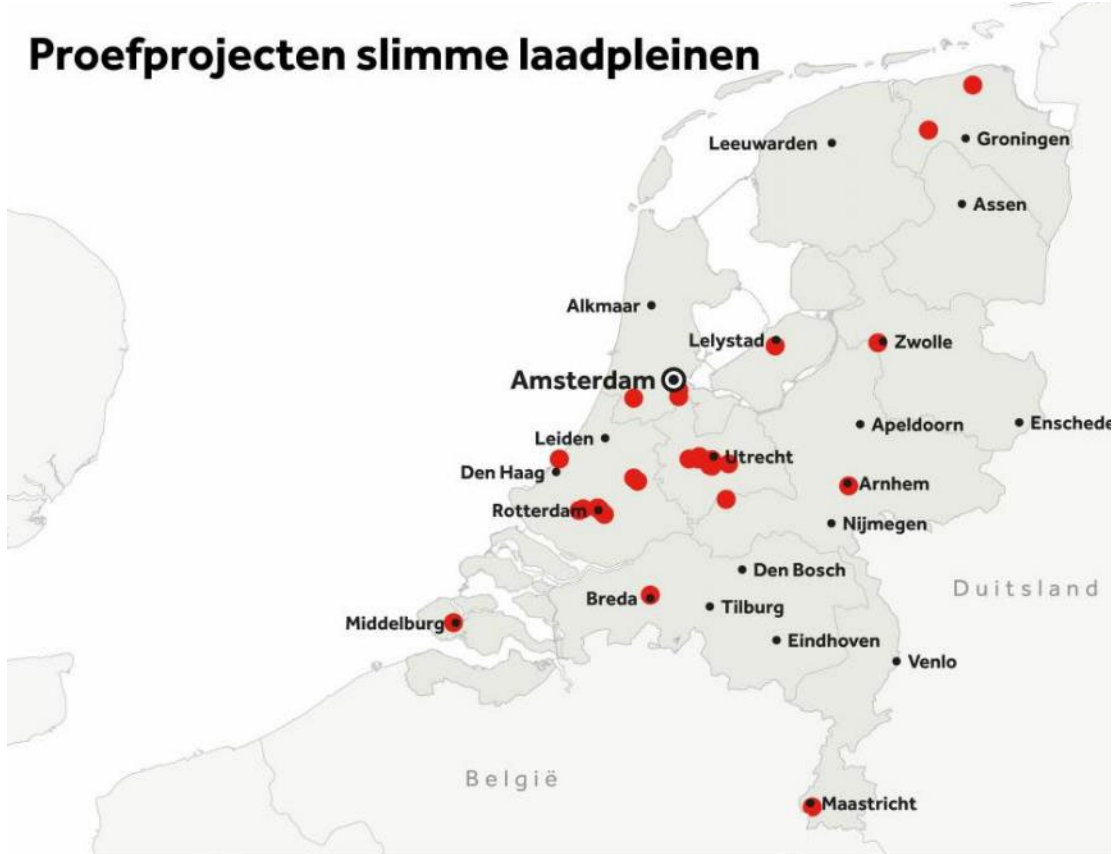 Proefprojecten slimme laadpleinen
Leeuwarden
Groningen
Assen
Alkmaar
Lelystad
Zwolle
Amsterdam
Apeldoorn
Enschede
Leiden
Utrecht
Den Haag
Arnhem
Rotterdam
Nijmegen
Den Bosch
Duitsland
Breda
Tilburg
Middelburg
Eindhoven
Venlo
België
Maastricht